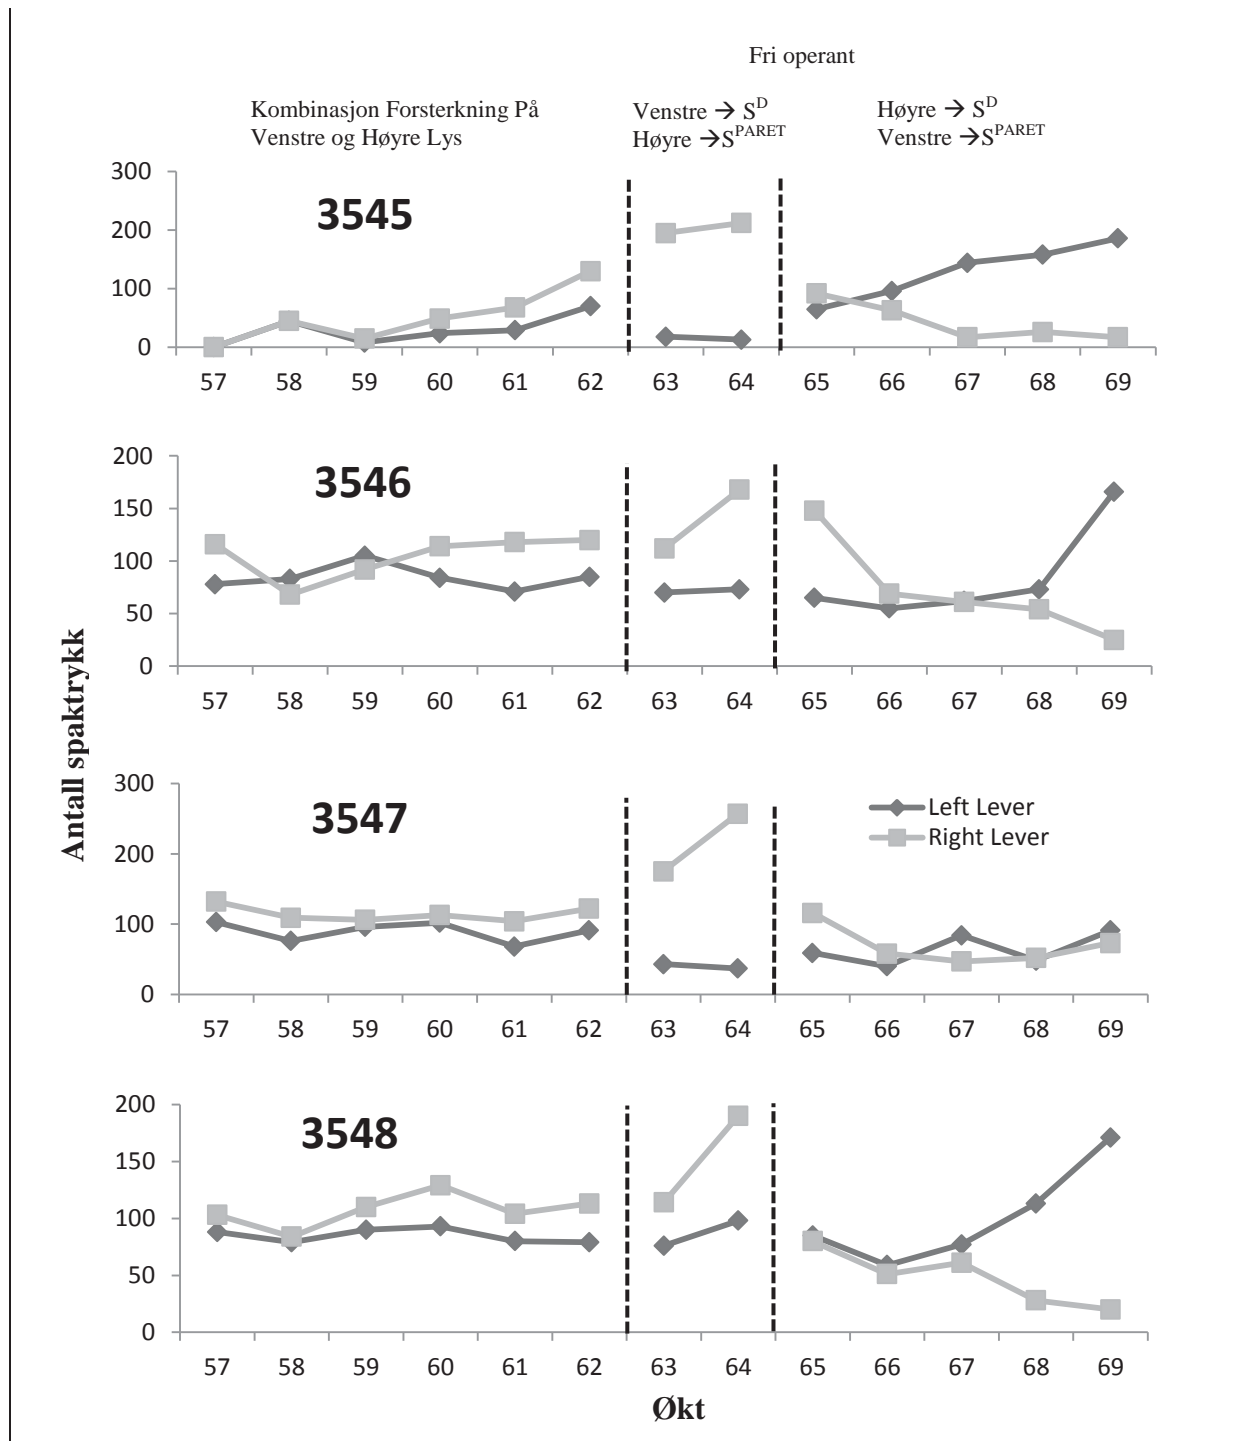 Fri operant
Kombinasjon Forsterkning På
Venstre og Høyre Lys
Venstre → S^D
Høyre →S^PARET
Høyre → S^D
Venstre →S^PARET
Antall spaktrykk
300
200
100
0
3545
57 58 59 60 61 62 63 64 65 66 67 68 69
200
150
100
50
0
3546
57 58 59 60 61 62 63 64 65 66 67 68 69
300
200
100
0
3547
Left Lever
Right Lever
57 58 59 60 61 62 63 64 65 66 67 68 69
200
150
100
50
0
3548
57 58 59 60 61 62 63 64 65 66 67 68 69
Økt